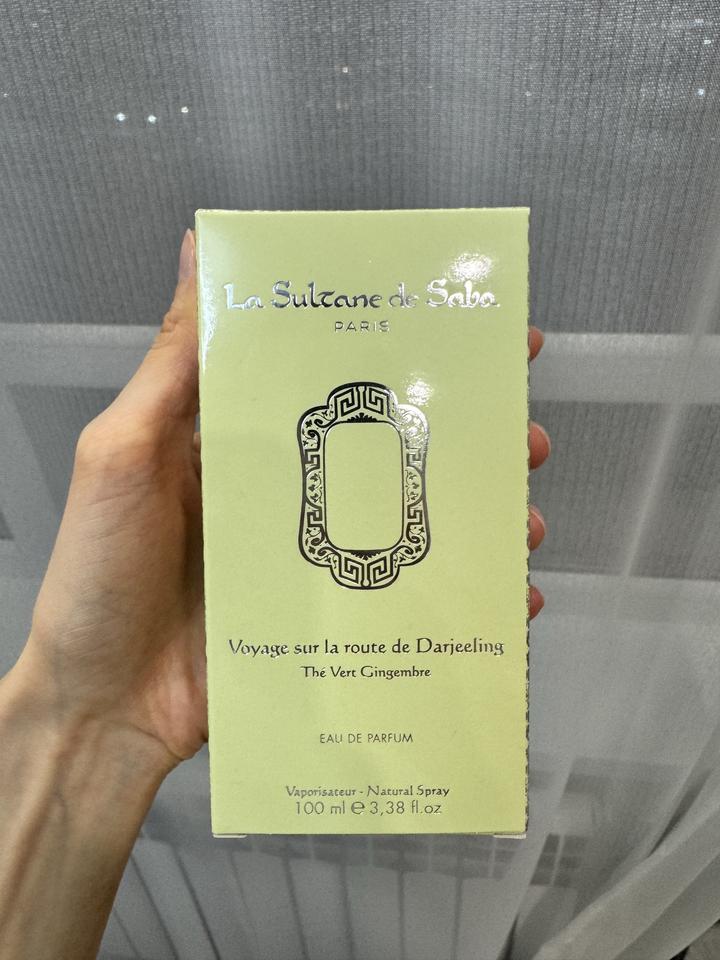 La Sultane de Saba
PARIS
Voyage sur la route de Darjeeling
Thé Vert Gingembre
EAU DE PARFUM
Vaporisateur - Natural Spray
100 ml ℮ 3,38 fl.oz